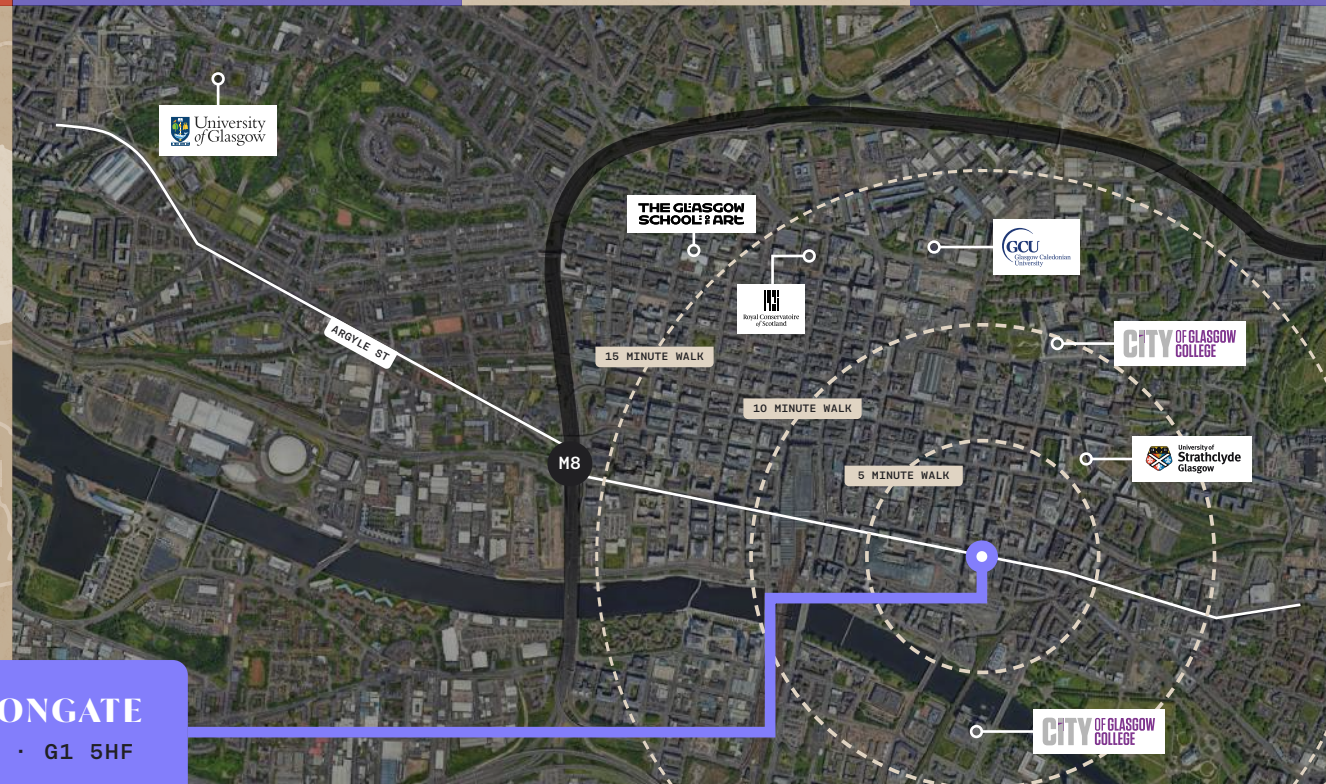 University
of Glasgow
THE GLASGOW
SCHOOL OF ART
GCU
Glasgow Caledonian
University
Royal Conservatoire
of Scotland
CITY OF GLASGOW
COLLEGE
ARGYLE ST
15 MINUTE WALK
10 MINUTE WALK
University of
Strathclyde
Glasgow
M8
5 MINUTE WALK
ONGATE
· G1 5HF
CITY OF GLASGOW
COLLEGE